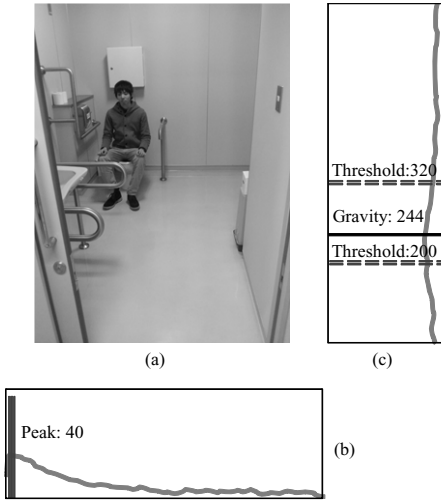 Threshold:320
Gravity: 244
Threshold:200
(a)
(c)
Peak: 40
(b)